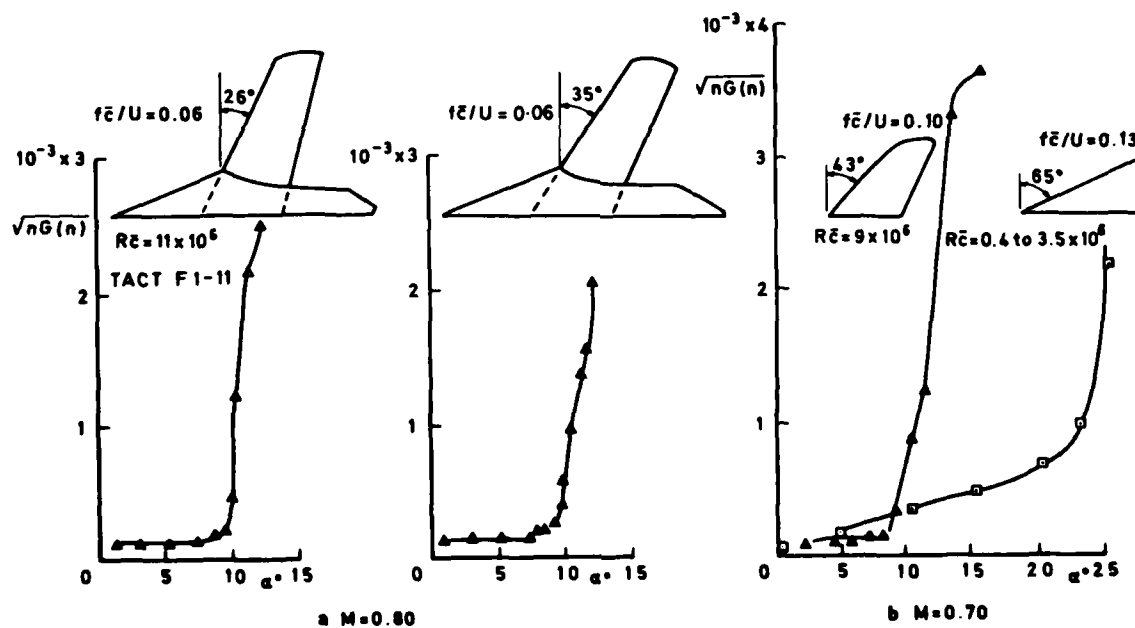 26°
fc̄/U=0.06
10⁻³×3
√nG(n)
Rc̄=11×10⁶
TACT F1-11
2
1
0
5
10
α°
15
35°
fc̄/U=0·06
10⁻³×3
2
1
0
5
10
α°
15
a M=0.80
10⁻³×4
√nG(n)
fc̄/U=0.10
43°
Rc̄=9×10⁶
fc̄/U=0.13
65°
Rc̄=0.4 to 3.5×10⁶
3
2
1
0
5
10
15
20
α°
25
b M=0.70